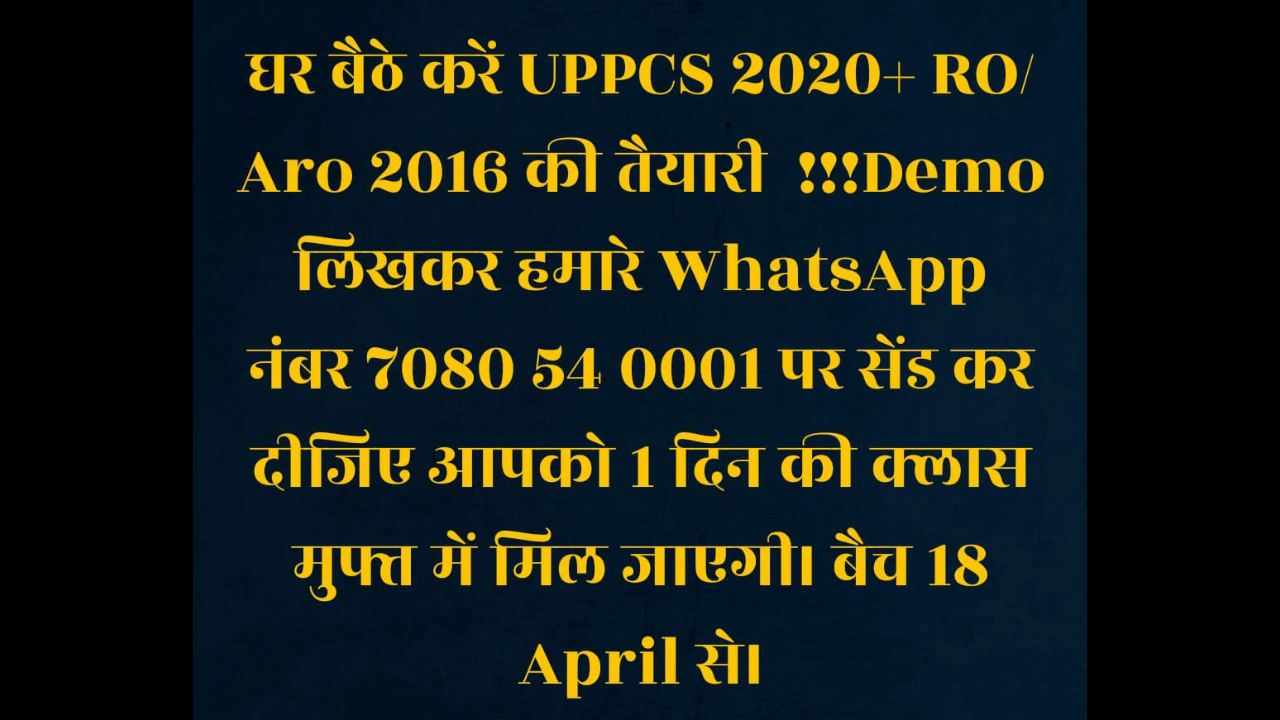 घर बैठे करें UPPCS 2020+ RO/
Aro 2016 की तैयारी !!!Demo
लिखकर हमारे WhatsApp
नंबर 7080 54 0001 पर सेंड कर
दीजिए आपको 1 दिन की क्लास
मुफ्त में मिल जाएगी। बैच 18
April से।